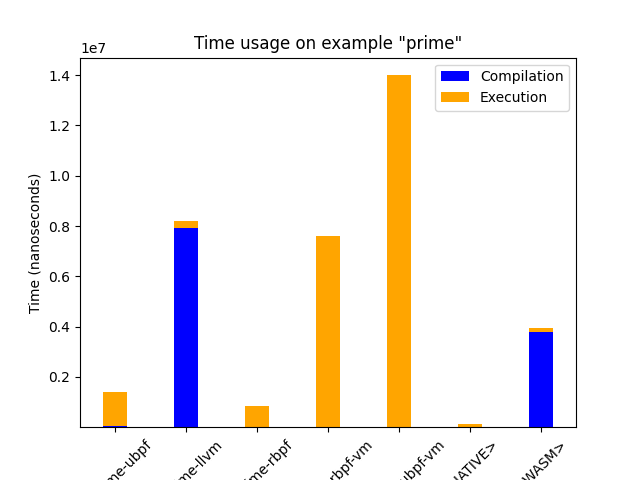 Time usage on example "prime"
1e7
Compilation
Execution
1.4
1.2
1.0
0.8
0.6
0.4
0.2
Time (nanoseconds)
me-ubpf
me-llvm
me-rbpf
rbpf-vm
ubpf-vm
NATIVE>
WASM>